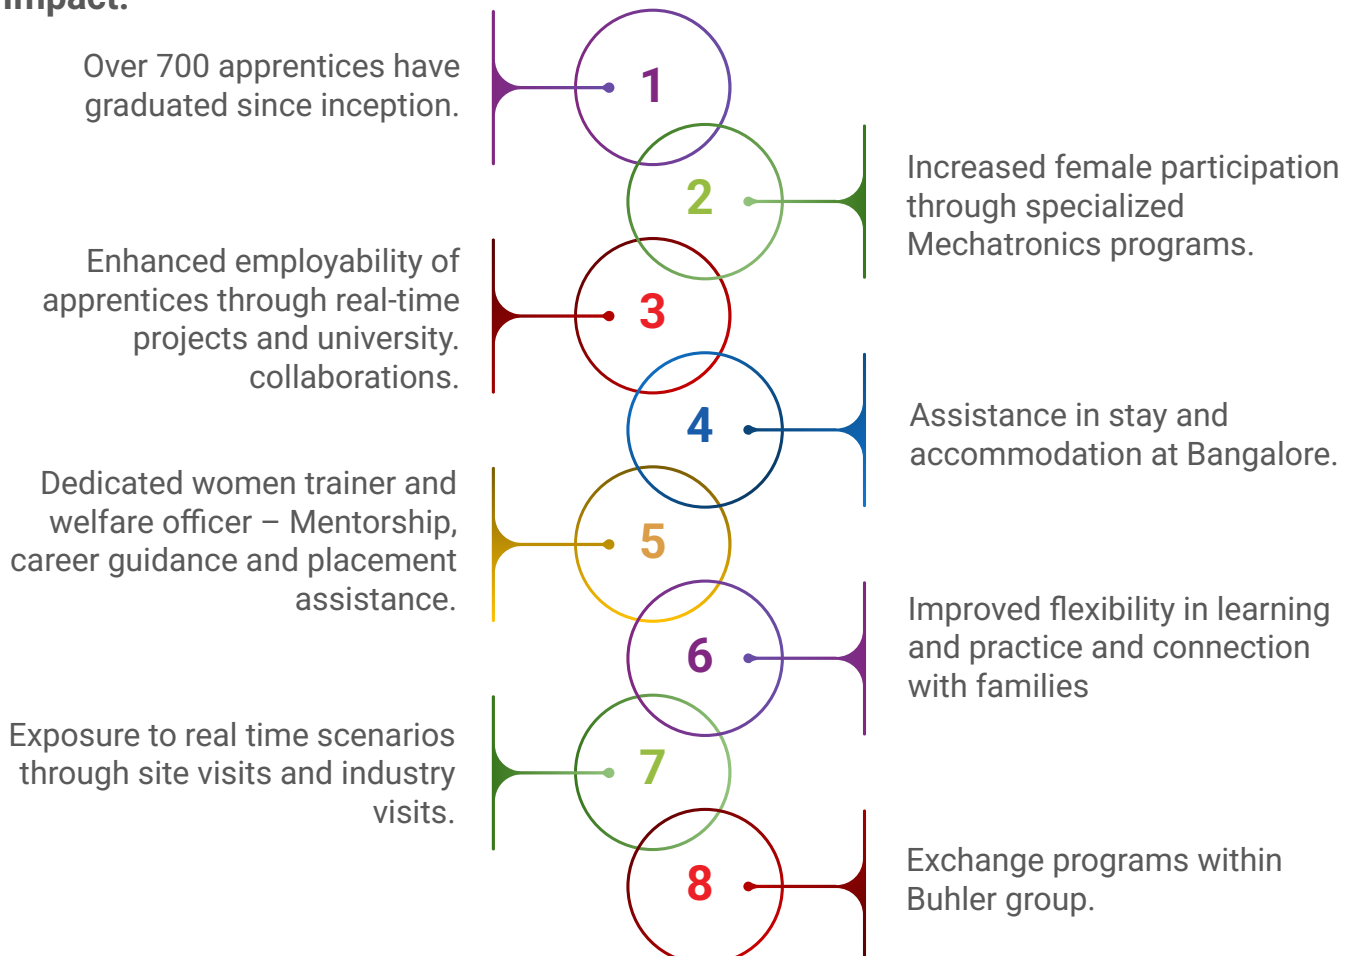 impact:
Over 700 apprentices have
graduated since inception.
1
2
Increased female participation
through specialized
Mechatronics programs.
Enhanced employability of
apprentices through real-time
projects and university.
collaborations.
3
4
Assistance in stay and
accommodation at Bangalore.
Dedicated women trainer and
welfare officer – Mentorship,
career guidance and placement
assistance.
5
6
Improved flexibility in learning
and practice and connection
with families
Exposure to real time scenarios
through site visits and industry
visits.
7
8
Exchange programs within
Buhler group.